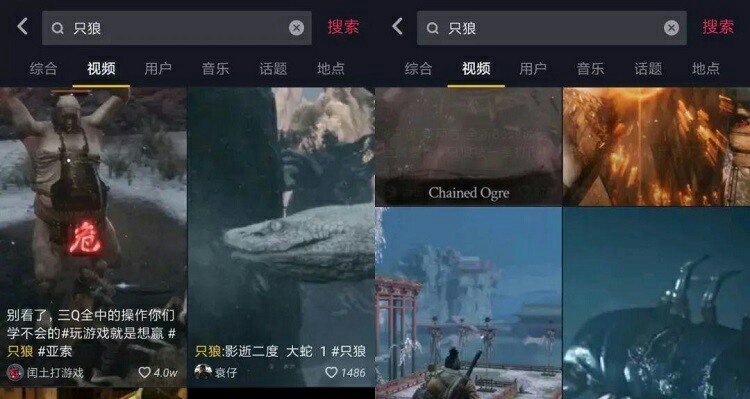 只狼
搜索
综合 视频 用户 音乐 话题 地点
危
别看了，三Q全中的操作你们
学不会的#玩游戏就是想赢 #
只狼 #亚索
闰土打游戏 4.0w
只狼:影逝二度 大蛇 1 #只狼
袞仔 1486
只狼
搜索
综合 视频 用户 音乐 话题 地点
Chained Ogre